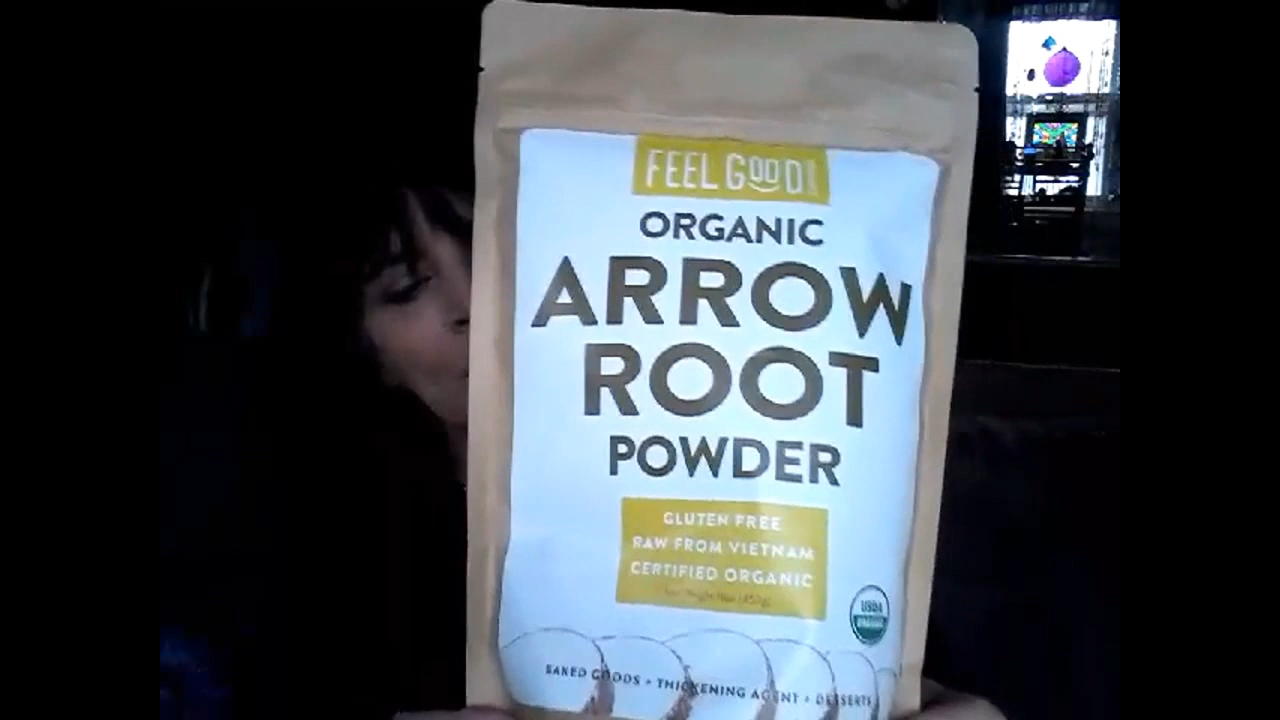 FEEL GOOD
ORGANIC
ARROW
ROOT
POWDER
GLUTEN FREE
RAW FROM VIETNAM
CERTIFIED ORGANIC
USDA
ORGANIC
BAKED GOODS + THICKENING AGENT + DESSERTS